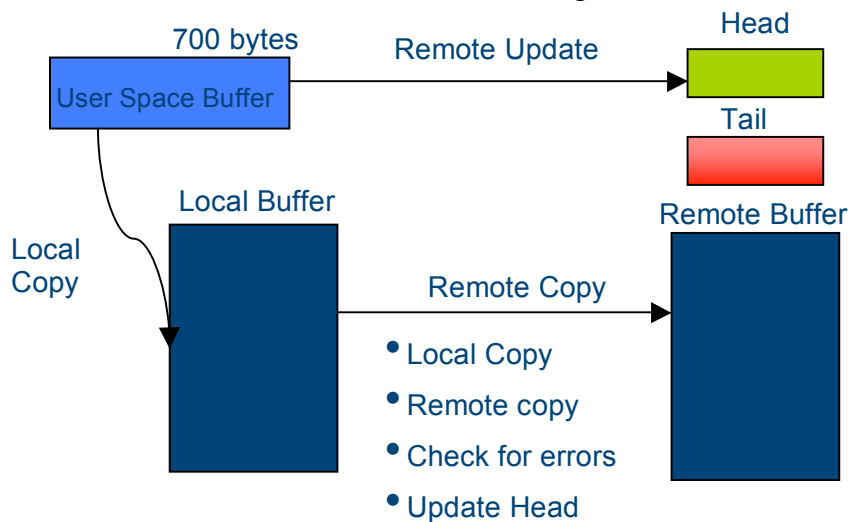 700 bytes
Head
Remote Update
User Space Buffer
Tail
Local Buffer
Remote Buffer
Local
Copy
Remote Copy
• Local Copy
• Remote copy
• Check for errors
• Update Head